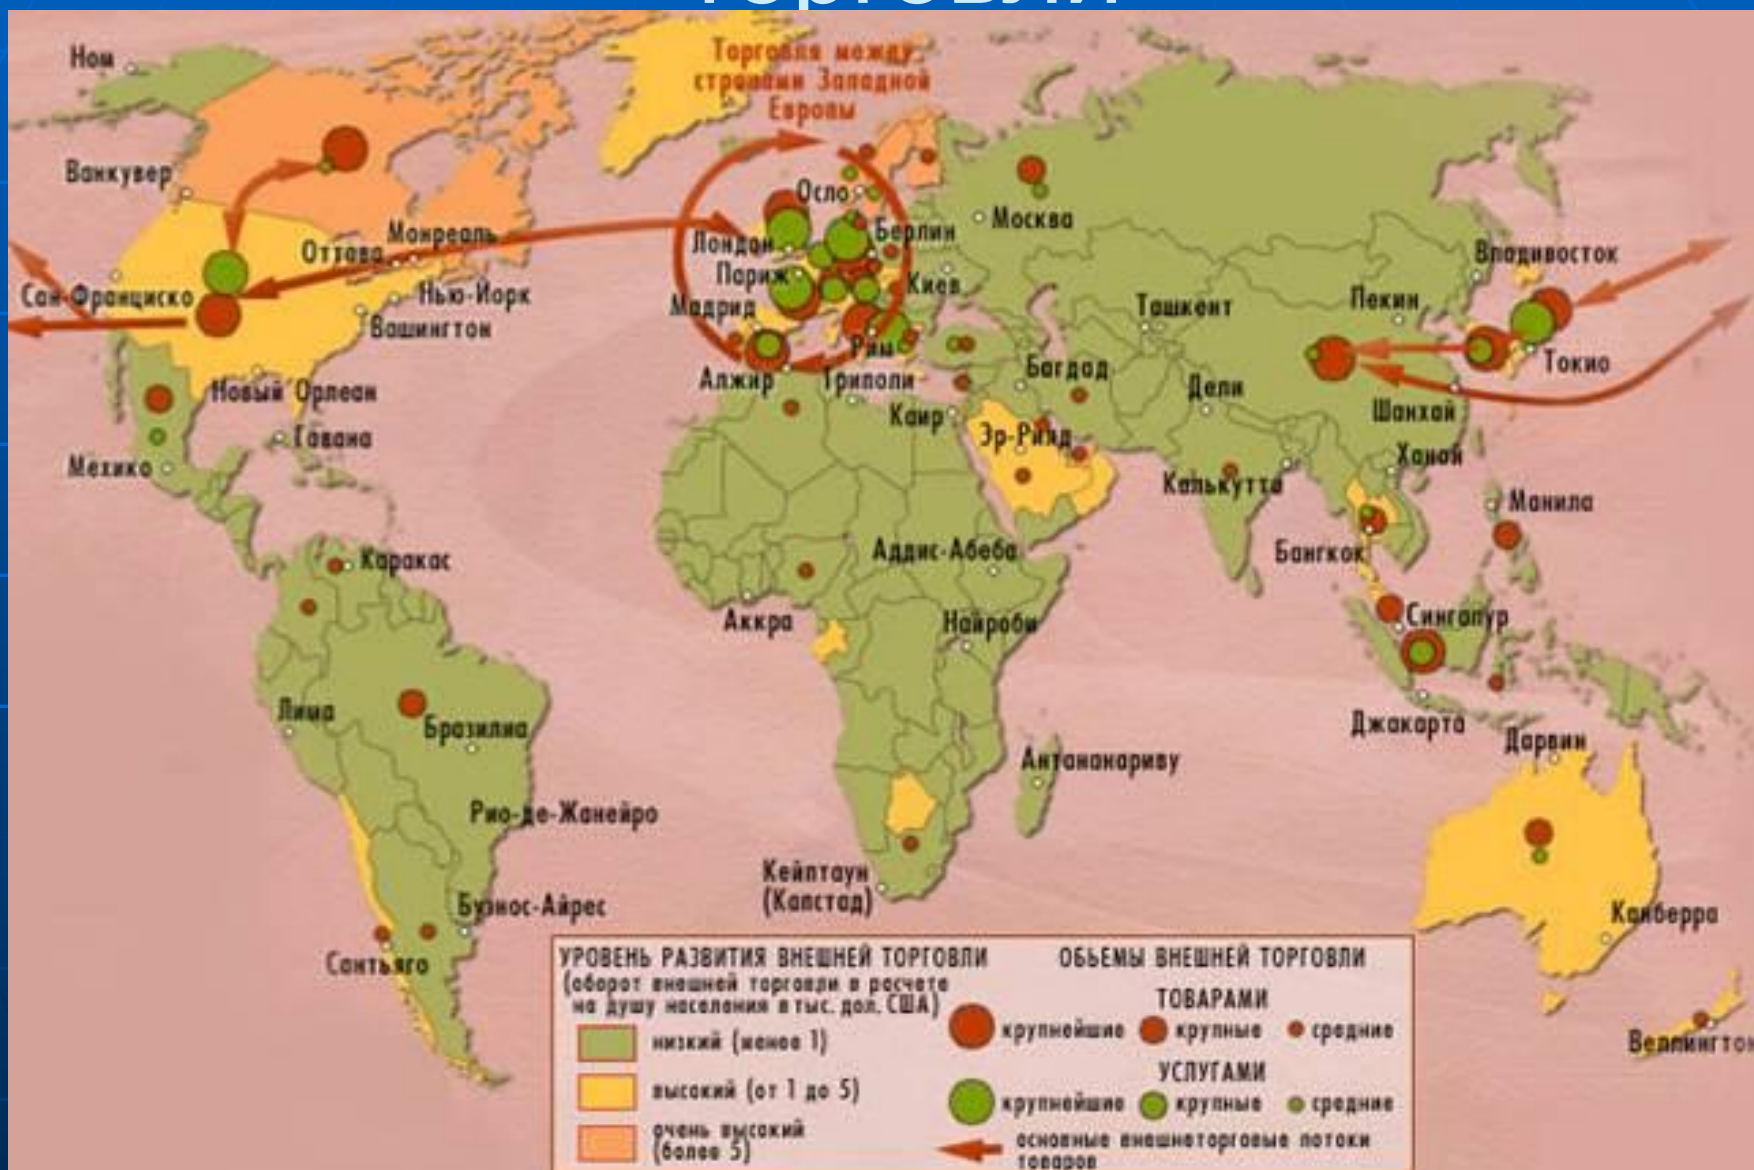 Торговля между
странами Западной
Европы
Ном
Ванкувер
Осло
Москва
Монреаль
Оттава
Лондон
Берлин
Владивосток
Париж
Киев
Сан-Франциско
Нью-Йорк
Мадрид
Ташкент
Пекин
Вашингтон
Рим
Токио
Багдад
Алжир
Триполи
Дели
Новый Орлеан
Каир
Шанхай
Гавана
Эр-Рияд
Ханой
Мехико
Калькутта
Манила
Каракас
Аддис-Абеба
Бангкок
Аккра
Найроби
Сингапур
Лима
Бразилиа
Джакарта
Дарвин
Антананариву
Рио-де-Жанейро
Кейптаун
(Капстад)
Буэнос-Айрес
Канберра
Сантьяго
Веллингтон
УРОВЕНЬ РАЗВИТИЯ ВНЕШНЕЙ ТОРГОВЛИ
(оборот внешней торговли в расчете
на душу населения в тыс. дол. США)
низкий (менее 1)
высокий (от 1 до 5)
очень высокий
(более 5)
ОБЬЕМЫ ВНЕШНЕЙ ТОРГОВЛИ
ТОВАРАМИ
крупнейшие крупные средние
УСЛУГАМИ
крупнейшие крупные средние
основные внешнеторговые потоки
товаров